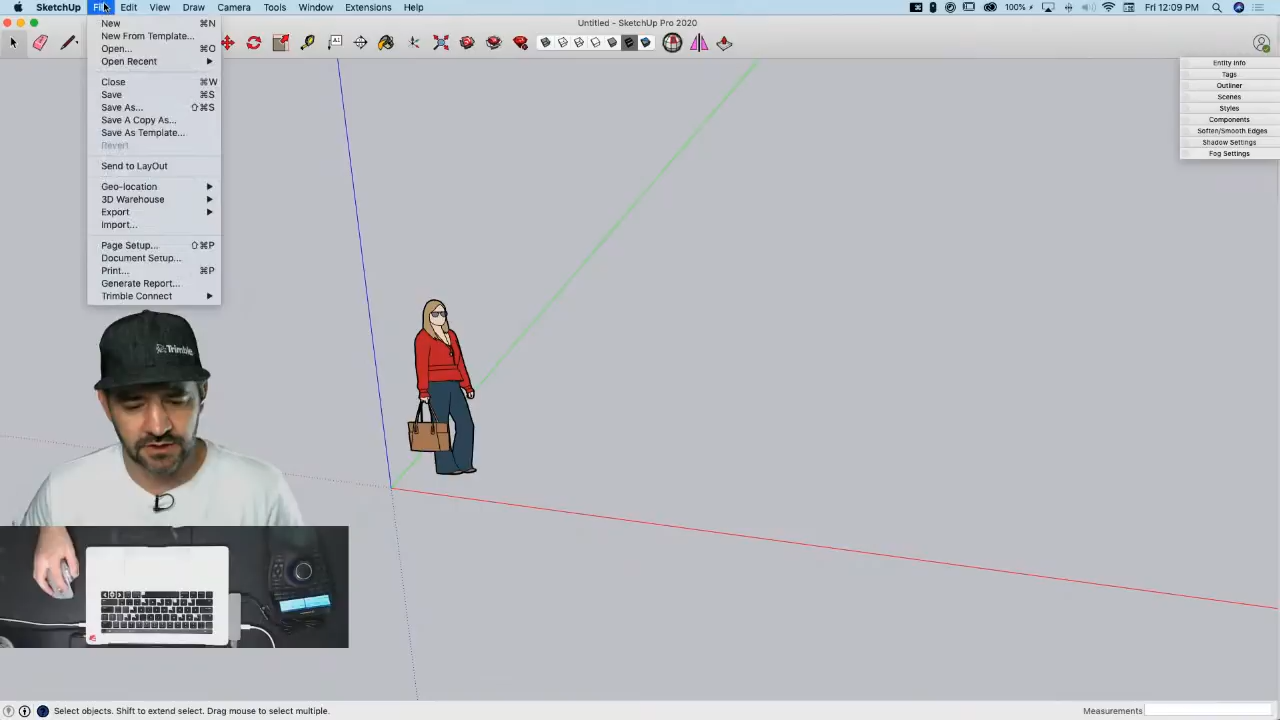 SketchUp File Edit View Draw Camera Tools Window Extensions Help 100% Fri 12:09 PM
Untitled - SketchUp Pro 2020
New ⌘N
New From Template...
Open... ⌘O
Open Recent
Close ⌘W
Save ⌘S
Save As... ⇧⌘S
Save A Copy As...
Save As Template...
Revert
Send to LayOut
Geo-location
3D Warehouse
Export
Import...
Page Setup... ⇧⌘P
Document Setup...
Print... ⌘P
Generate Report...
Trimble Connect
Entity Info
Tags
Outliner
Scenes
Styles
Components
Soften/Smooth Edges
Shadow Settings
Fog Settings
Trimble
Select objects. Shift to extend select. Drag mouse to select multiple.
Measurements